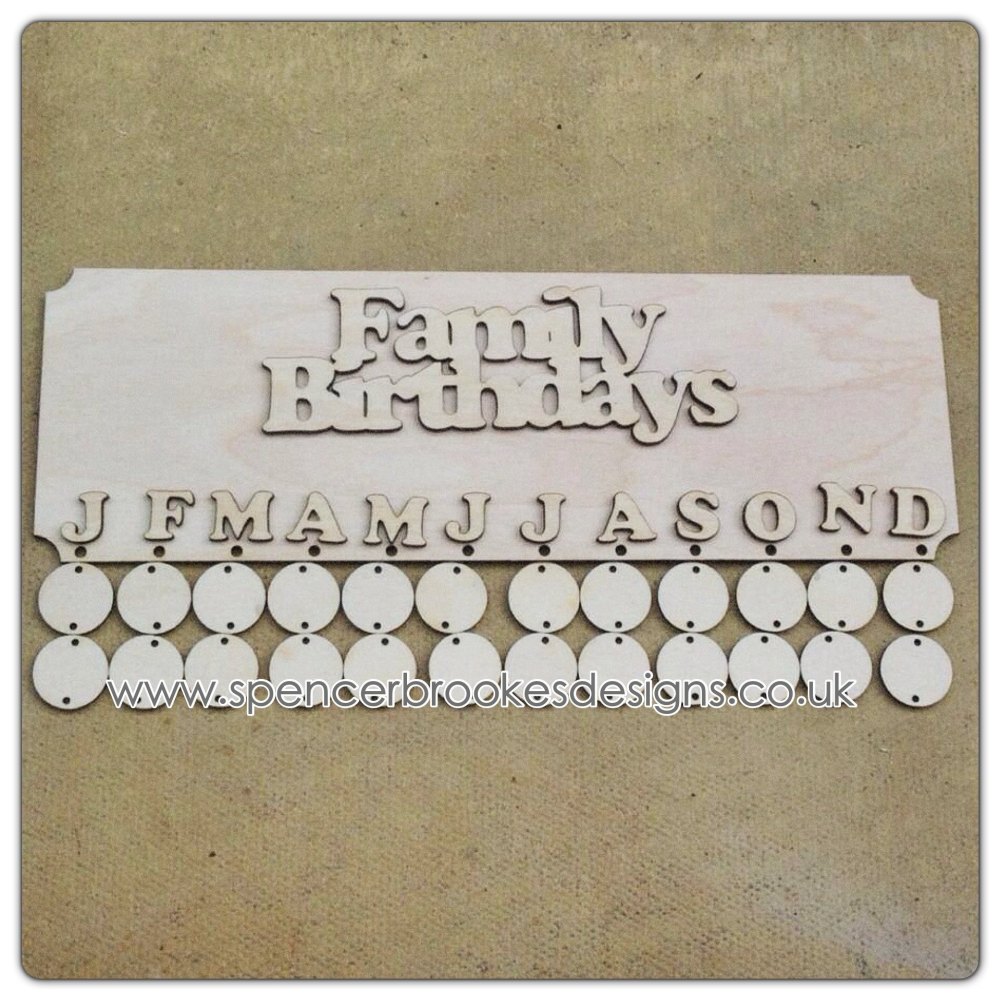 Family
Birthdays
J F M A M J J A S O N D
www.spencerbrookesdesigns.co.uk